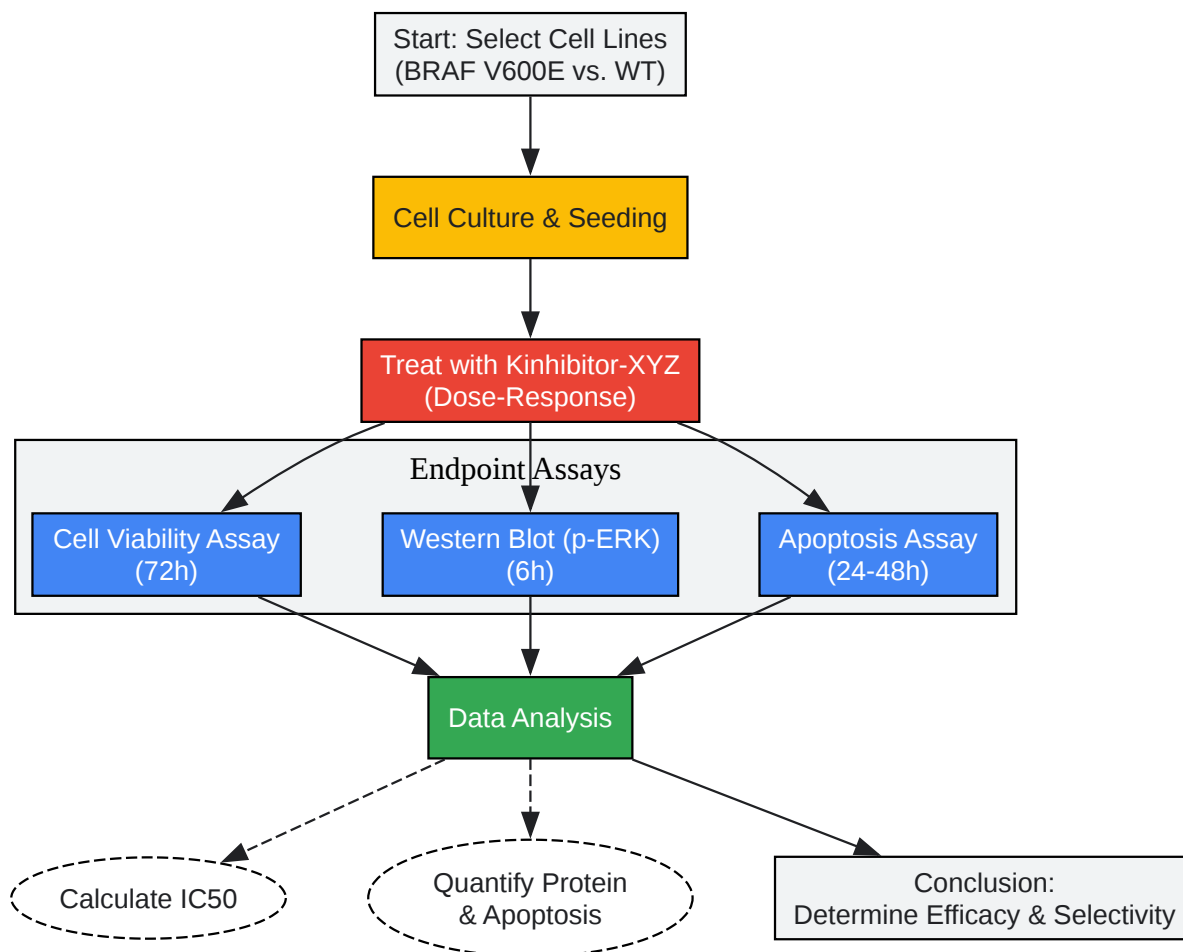 Start: Select Cell Lines
(BRAF V600E vs. WT)
Cell Culture & Seeding
Treat with Kinhibitor-XYZ
(Dose-Response)
Endpoint Assays
Cell Viability Assay
(72h)
Western Blot (p-ERK)
(6h)
Apoptosis Assay
(24-48h)
Data Analysis
Calculate IC50
Quantify Protein
& Apoptosis
Conclusion:
Determine Efficacy & Selectivity